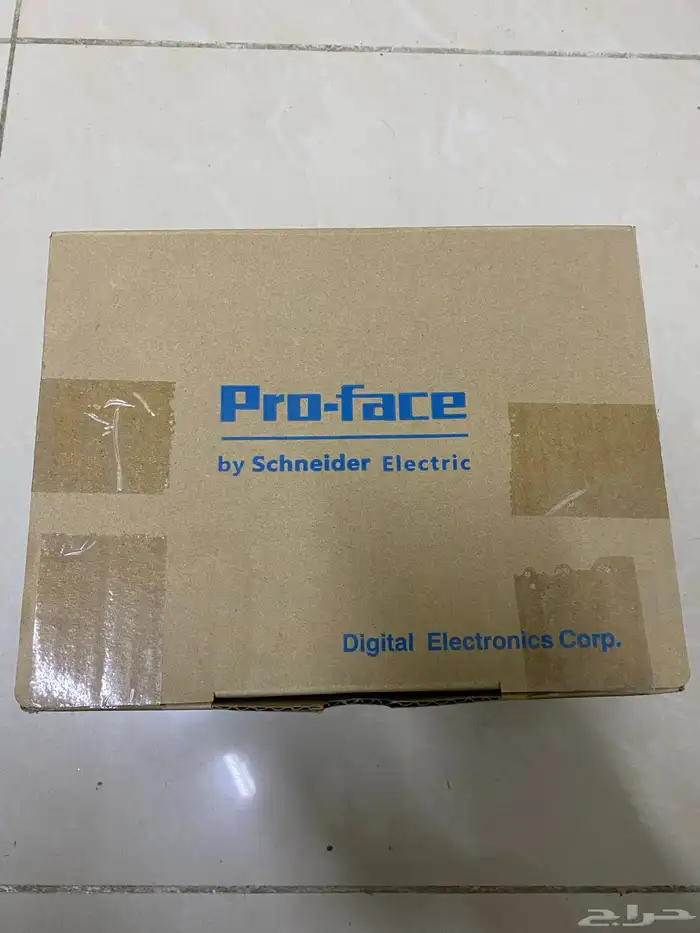 Pro-face
by Schneider Electric
Digital Electronics Corp.
حراج